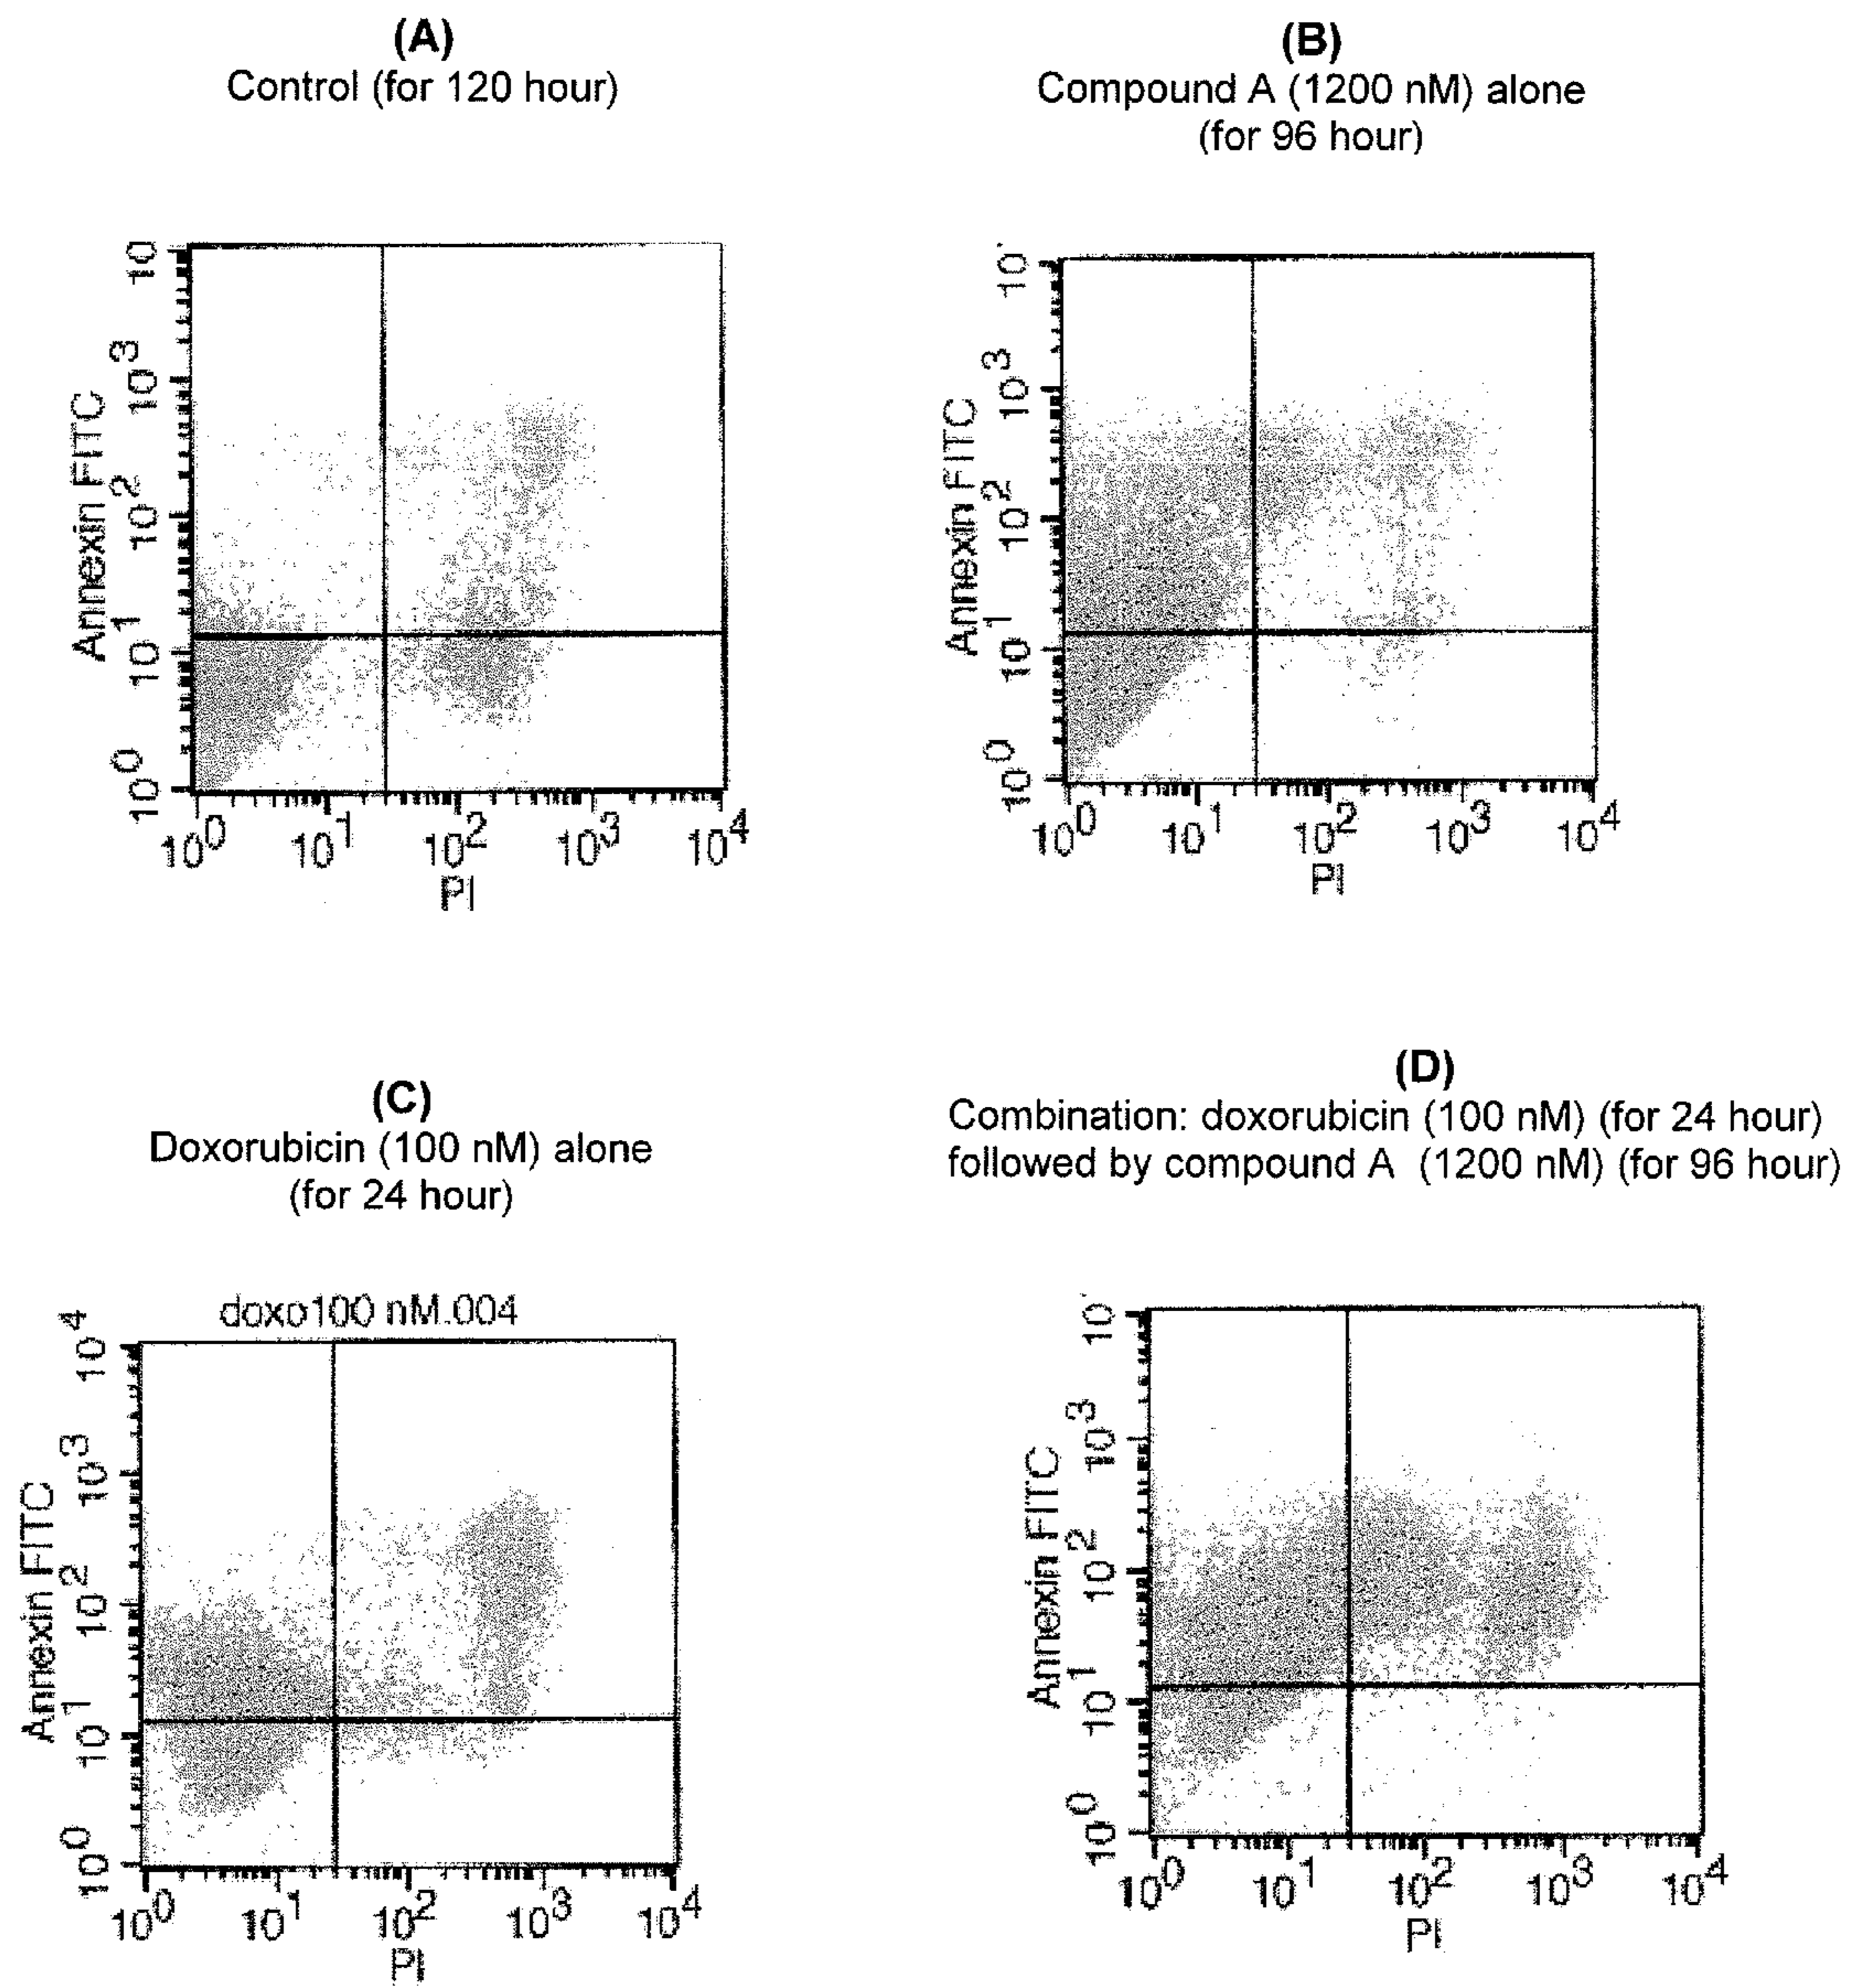 (A)
Control (for 120 hour)
(B)
Compound A (1200 nM) alone
(for 96 hour)
Annexin FITC
10
10³
10²
10¹
10⁰
10⁰ 10¹ 10² 10³ 10⁴
PI
Annexin FITC
10
10³
10²
10¹
10⁰
10⁰ 10¹ 10² 10³ 10⁴
PI
(C)
Doxorubicin (100 nM) alone
(for 24 hour)
(D)
Combination: doxorubicin (100 nM) (for 24 hour)
followed by compound A (1200 nM) (for 96 hour)
doxo100 nM.004
Annexin FITC
10⁴
10³
10²
10¹
10⁰
10⁰ 10¹ 10² 10³ 10⁴
PI
Annexin FITC
10
10³
10²
10¹
10⁰
10⁰ 10¹ 10² 10³ 10⁴
PI